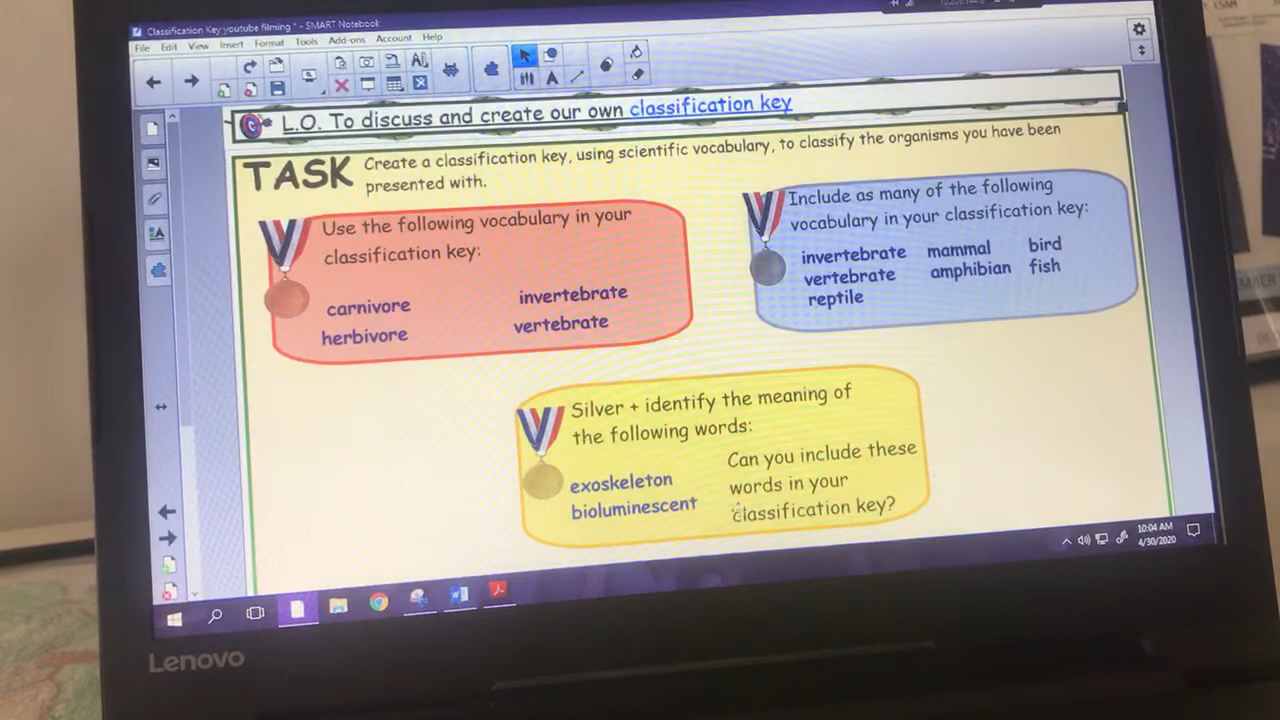 Classification Key youtube filming * - SMART Notebook
File Edit View Insert Format Tools Add-ons Account Help
L.O. To discuss and create our own classification key
TASK Create a classification key, using scientific vocabulary, to classify the organisms you have been
presented with.
Use the following vocabulary in your
classification key:
carnivore invertebrate
herbivore vertebrate
Include as many of the following
vocabulary in your classification key:
invertebrate mammal bird
vertebrate amphibian fish
reptile
Silver + identify the meaning of
the following words:
exoskeleton
bioluminescent
Can you include these
words in your
classification key?
10:04 AM
4/30/2020
Lenovo